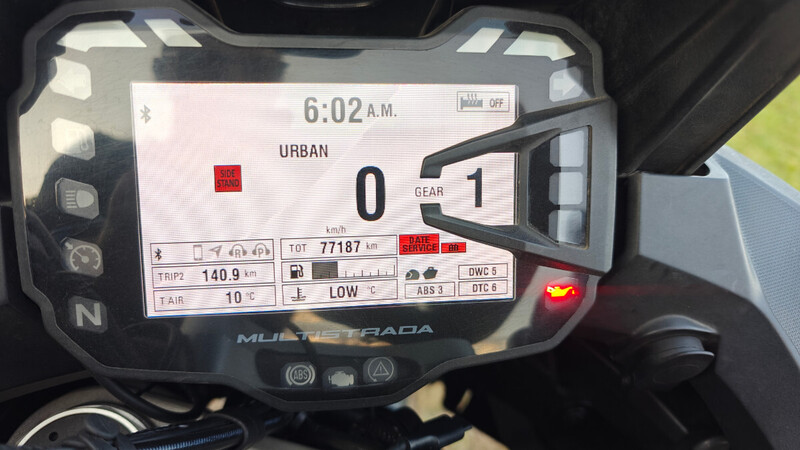 6:02 A.M.
OFF
URBAN
SIDE
STAND
0
GEAR 1
km/h
R P
TOT 77187 km
DATE
SERVICE
TRIP2 140.9 km
DWC 5
T AIR 10 °C
LOW °C
ABS 3
DTC 6
N
MULTISTRADA
ABS